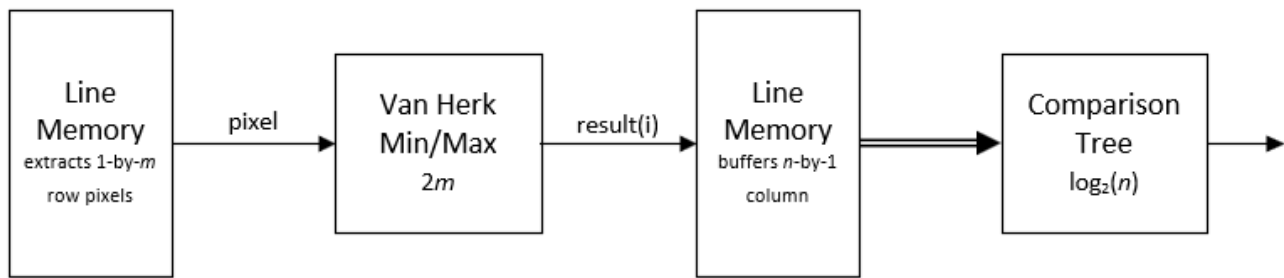 Line
Memory
extracts 1-by-m
row pixels
pixel
Van Herk
Min/Max
2m
result(i)
Line
Memory
buffers n-by-1
column
Comparison
Tree
log₂(n)